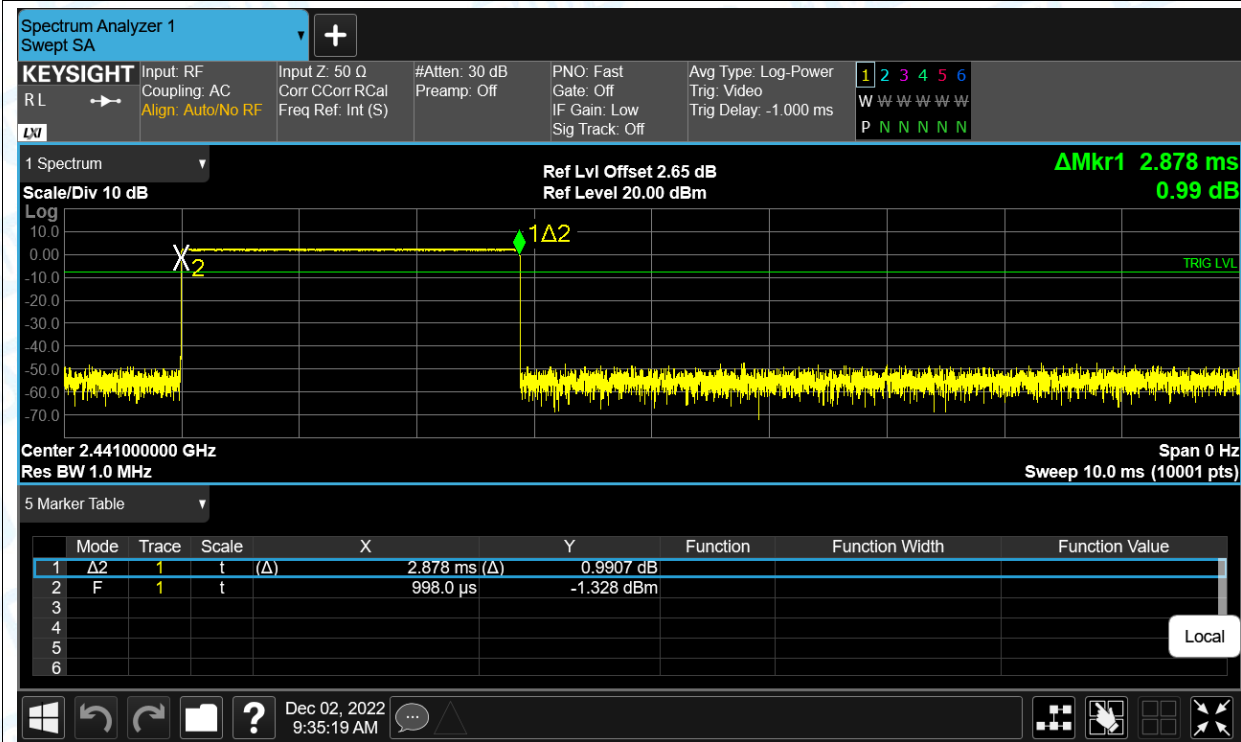 Spectrum Analyzer 1
Swept SA
KEYSIGHT Input: RF Input Z: 50 Ω #Atten: 30 dB PNO: Fast Avg Type: Log-Power 1 2 3 4 5 6
R L Coupling: AC Corr CCorr RCal Preamp: Off Gate: Off Trig: Video W W W W W W
Align: Auto/No RF Freq Ref: Int (S) IF Gain: Low Trig Delay: -1.000 ms
LXI Sig Track: Off P N N N N N
1 Spectrum Ref Lvl Offset 2.65 dB ΔMkr1 2.878 ms
Scale/Div 10 dB Ref Level 20.00 dBm 0.99 dB
Log
10.0 1Δ2
0.00 2
TRIG LVL
-10.0
-20.0
-30.0
-40.0
-50.0
-60.0
-70.0
Center 2.441000000 GHz Span 0 Hz
Res BW 1.0 MHz Sweep 10.0 ms (10001 pts)
5 Marker Table
Mode Trace Scale X Y Function Function Width Function Value
1 Δ2 1 t (Δ) 2.878 ms (Δ) 0.9907 dB
2 F 1 t 998.0 µs -1.328 dBm
3
4
5
6
Local
? Dec 02, 2022
9:35:19 AM